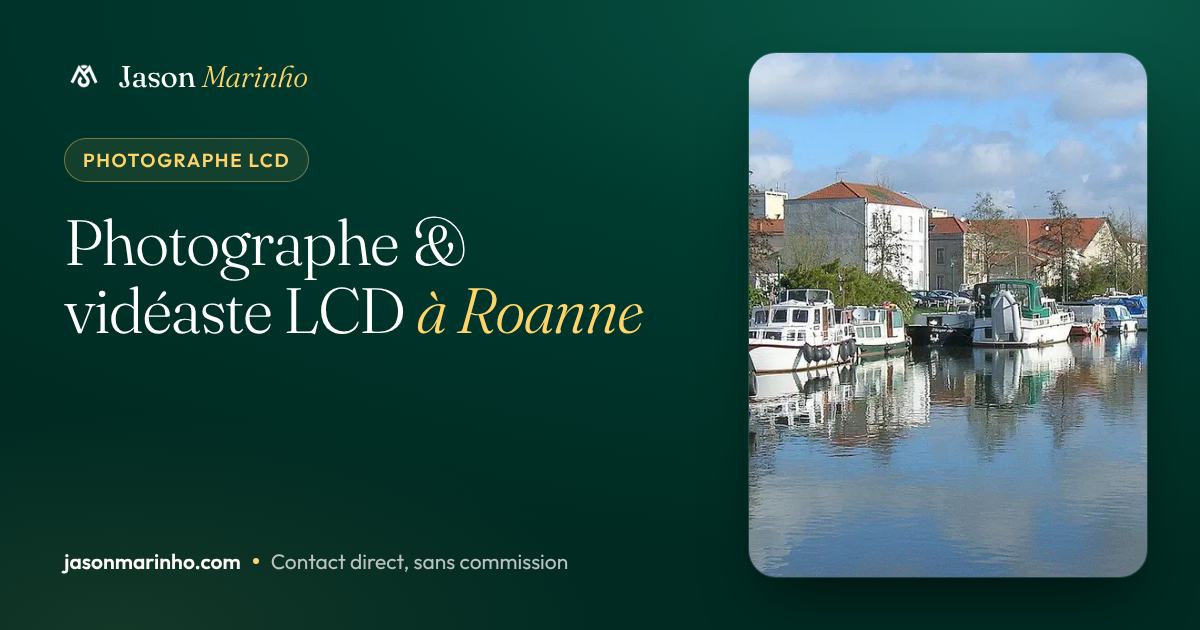 Jason Marinho
PHOTOGRAPHE LCD
Photographe &
vidéaste LCD à Roanne
jasonmarinho.com • Contact direct, sans commission